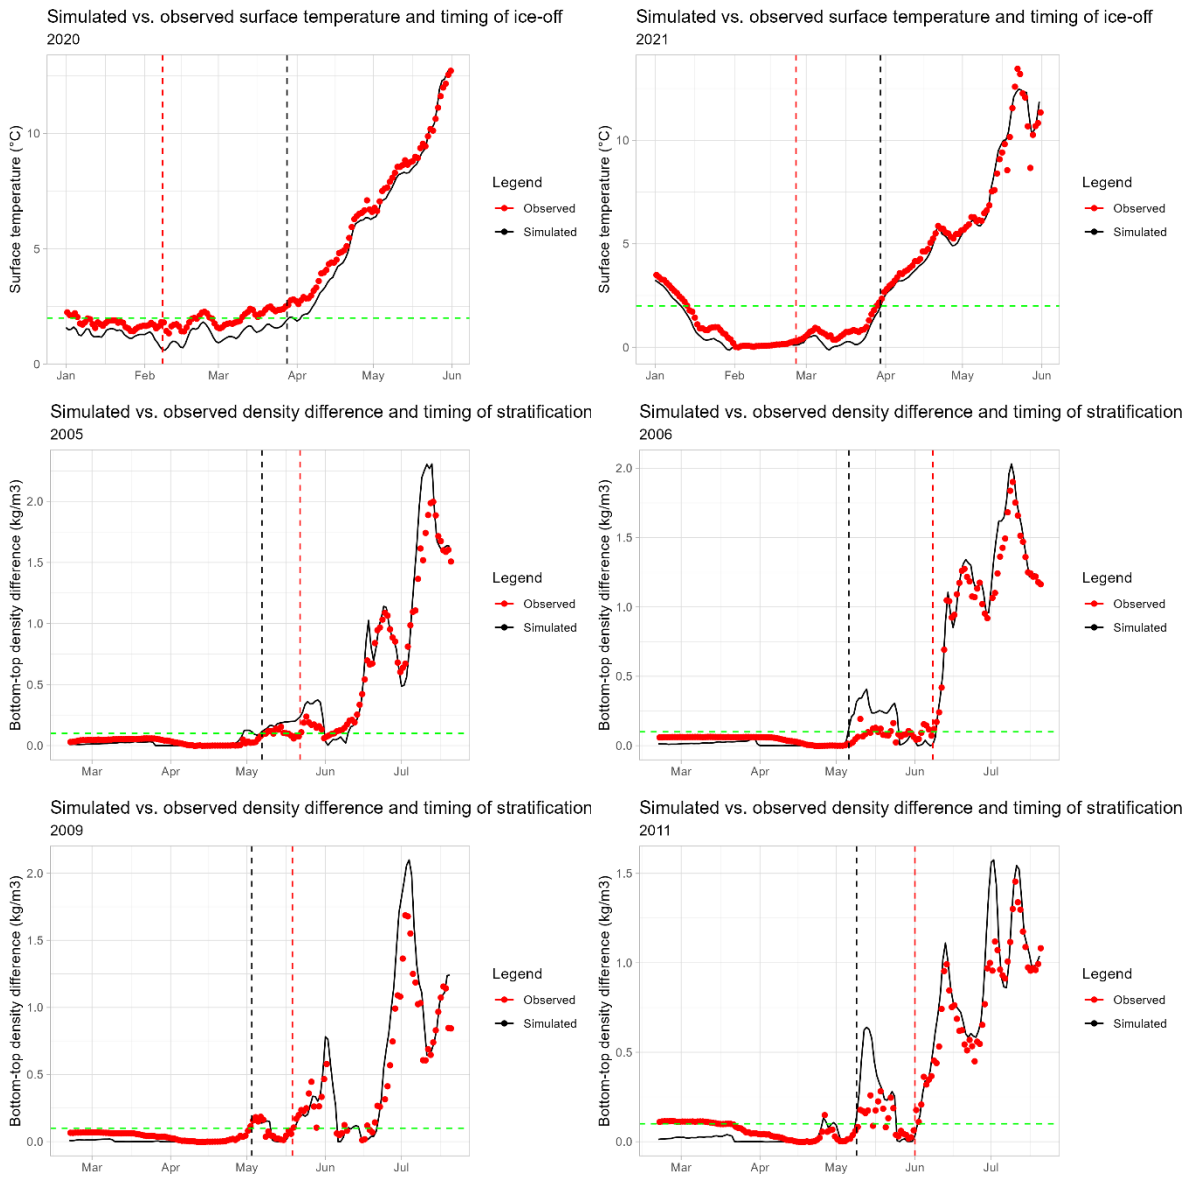 Simulated vs. observed surface temperature and timing of ice-off
2020
Surface temperature (°C)
10
5
0
Jan Feb Mar Apr May Jun
Legend
Observed
Simulated
Simulated vs. observed surface temperature and timing of ice-off
2021
Surface temperature (°C)
10
5
0
Jan Feb Mar Apr May Jun
Legend
Observed
Simulated
Simulated vs. observed density difference and timing of stratification
2005
Bottom-top density difference (kg/m3)
2.0
1.5
1.0
0.5
0.0
Mar Apr May Jun Jul
Legend
Observed
Simulated
Simulated vs. observed density difference and timing of stratification
2006
Bottom-top density difference (kg/m3)
2.0
1.5
1.0
0.5
0.0
Mar Apr May Jun Jul
Legend
Observed
Simulated
Simulated vs. observed density difference and timing of stratification
2009
Bottom-top density difference (kg/m3)
2.0
1.5
1.0
0.5
0.0
Mar Apr May Jun Jul
Legend
Observed
Simulated
Simulated vs. observed density difference and timing of stratification
2011
Bottom-top density difference (kg/m3)
1.5
1.0
0.5
0.0
Mar Apr May Jun Jul
Legend
Observed
Simulated